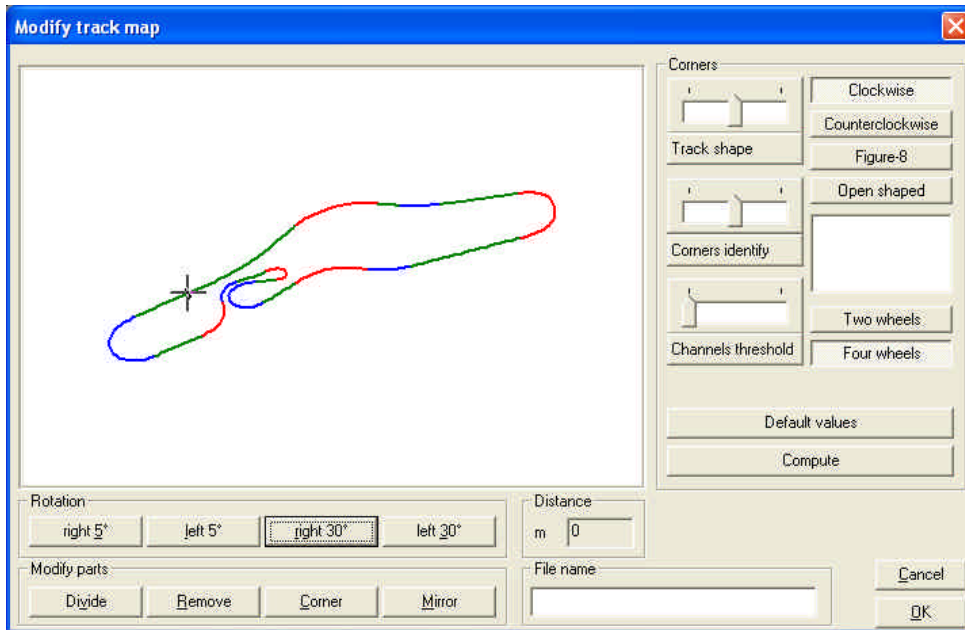 Modify track map
Corners
Clockwise
Counterclockwise
Track shape
Figure-8
Open shaped
Corners identify
Two wheels
Channels threshold
Four wheels
Default values
Compute
Rotation
right 5°
left 5°
right 30°
left 30°
Distance
m 0
Modify parts
Divide
Remove
Corner
Mirror
File name
Cancel
OK